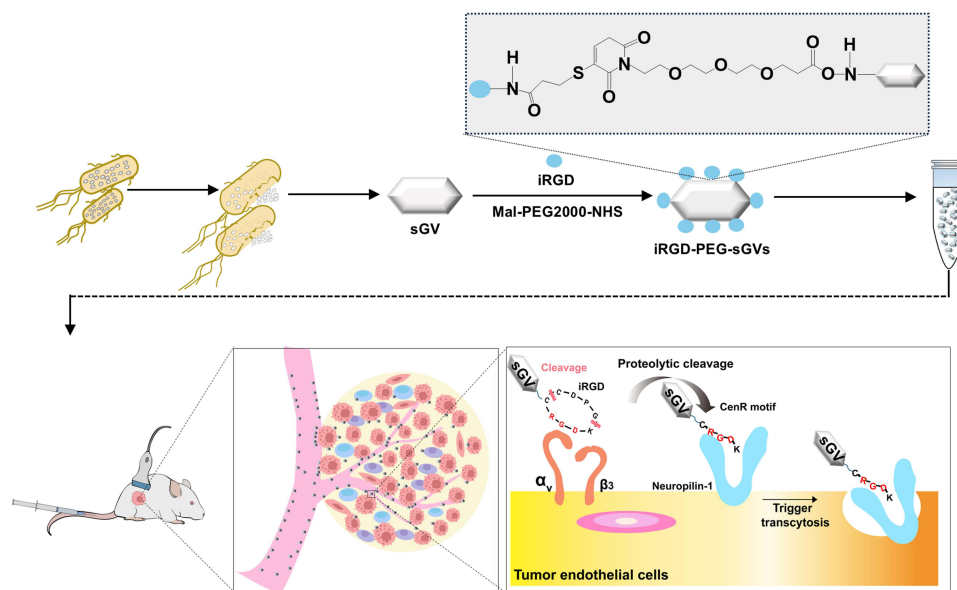 H
N
O
S
O
N
O
O
O
O
O
O
H
N
iRGD
Mal-PEG2000-NHS
sGV
iRGD-PEG-sGVs
sGV
Cleavage
iRGD
C D P G
C R G D K
Proteolytic cleavage
sGV
CenR motif
C R G D K
sGV
C R G D K
αv
β3
Neuropilin-1
Trigger
transcytosis
Tumor endothelial cells